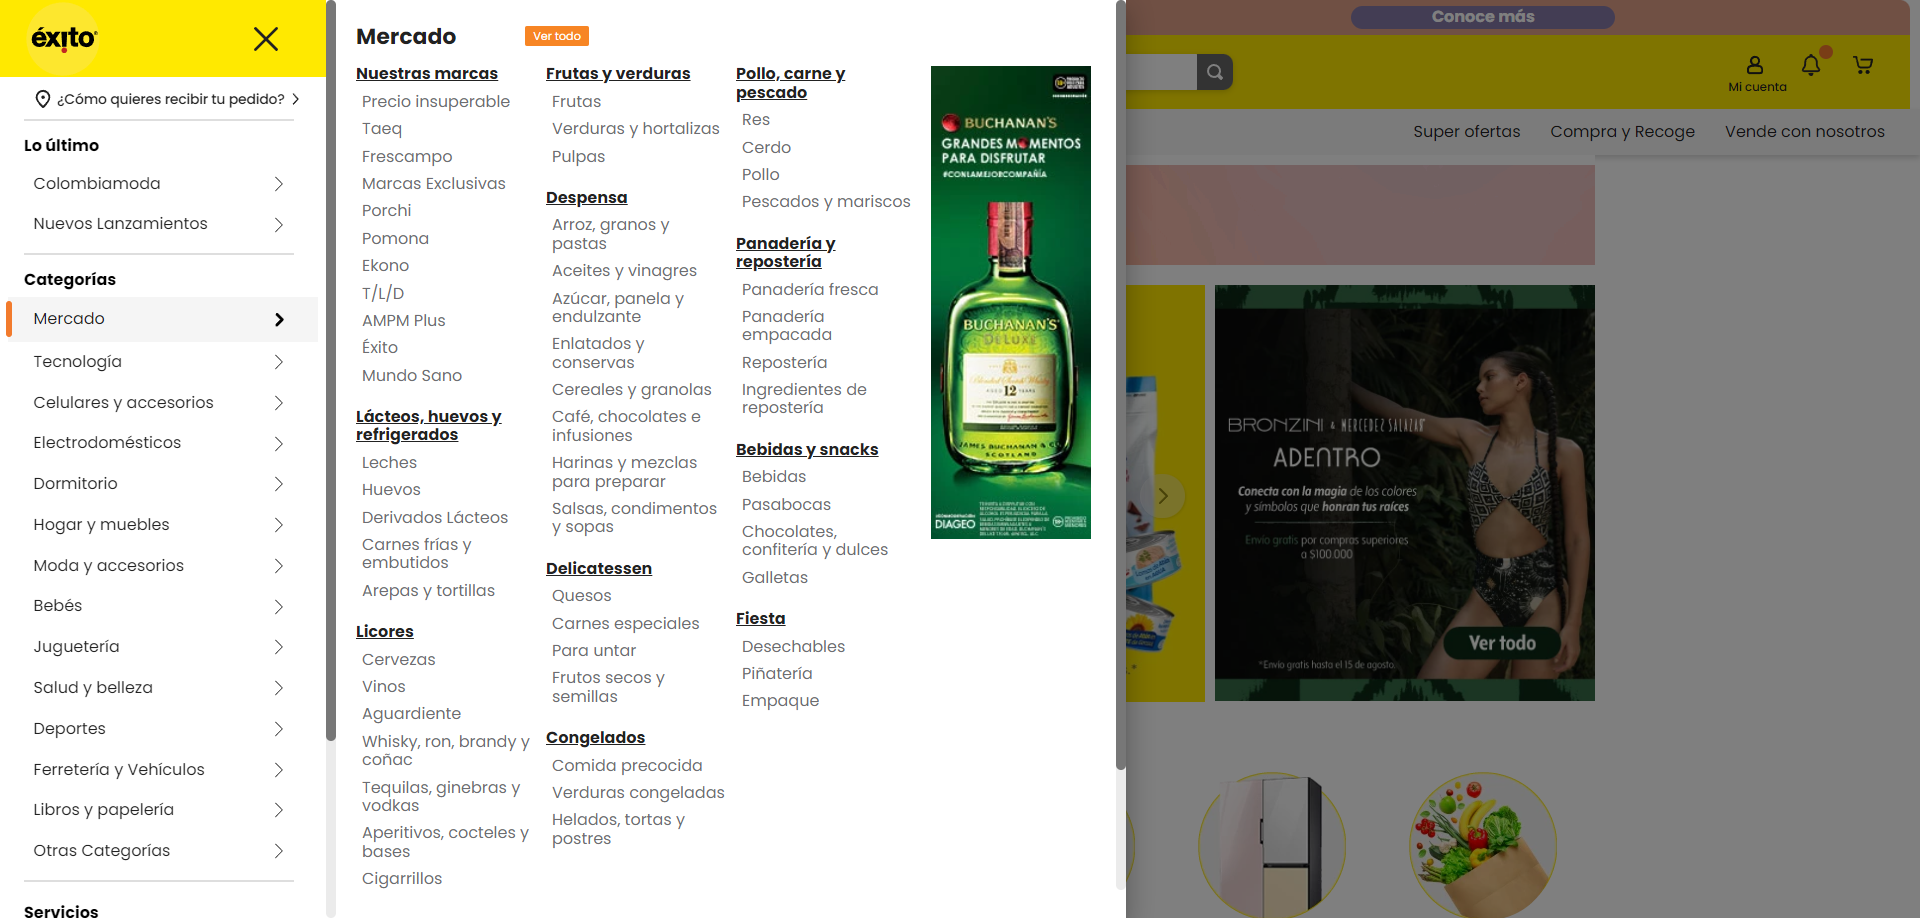 éxito
¿Cómo quieres recibir tu pedido?
Lo último
Colombiamoda
Nuevos Lanzamientos
Categorías
Mercado
Tecnología
Celulares y accesorios
Electrodomésticos
Dormitorio
Hogar y muebles
Moda y accesorios
Bebés
Juguetería
Salud y belleza
Deportes
Ferretería y Vehículos
Libros y papelería
Otras Categorías
Servicios
Mercado
Ver todo
Nuestras marcas
Precio insuperable
Taeq
Frescampo
Marcas Exclusivas
Porchi
Pomona
Ekono
T/L/D
AMPM Plus
Éxito
Mundo Sano
Lácteos, huevos y
refrigerados
Leches
Huevos
Derivados Lácteos
Carnes frías y
embutidos
Arepas y tortillas
Licores
Cervezas
Vinos
Aguardiente
Whisky, ron, brandy y
coñac
Tequilas, ginebras y
vodkas
Aperitivos, cocteles y
bases
Cigarrillos
Frutas y verduras
Frutas
Verduras y hortalizas
Pulpas
Despensa
Arroz, granos y
pastas
Aceites y vinagres
Azúcar, panela y
endulzante
Enlatados y
conservas
Cereales y granolas
Café, chocolates e
infusiones
Harinas y mezclas
para preparar
Salsas, condimentos
y sopas
Delicatessen
Quesos
Carnes especiales
Para untar
Frutos secos y
semillas
Congelados
Comida precocida
Verduras congeladas
Helados, tortas y
postres
Pollo, carne y
pescado
Res
Cerdo
Pollo
Pescados y mariscos
Panadería y
repostería
Panadería fresca
Panadería
empacada
Repostería
Ingredientes de
repostería
Bebidas y snacks
Bebidas
Pasabocas
Chocolates,
confitería y dulces
Galletas
Fiesta
Desechables
Piñatería
Empaque
BUCHANAN'S
GRANDES MOMENTOS
PARA DISFRUTAR
#CONLAMEJORCOMPAÑÍA
BUCHANAN'S
DELUXE
Blended Scotch Whisky
AGED 12 YEARS
JAMES BUCHANAN & CO.
SCOTLAND
DIAGEO
Conoce más
Mi cuenta
Super ofertas
Compra y Recoge
Vende con nosotros
BRONZINI & MERCEDEZ SALAZAR
ADENTRO
Conecta con la magia de los colores
y símbolos que honran tus raíces
Envío gratis por compras superiores
a $100.000
Ver todo
*Envío gratis hasta el 15 de agosto.